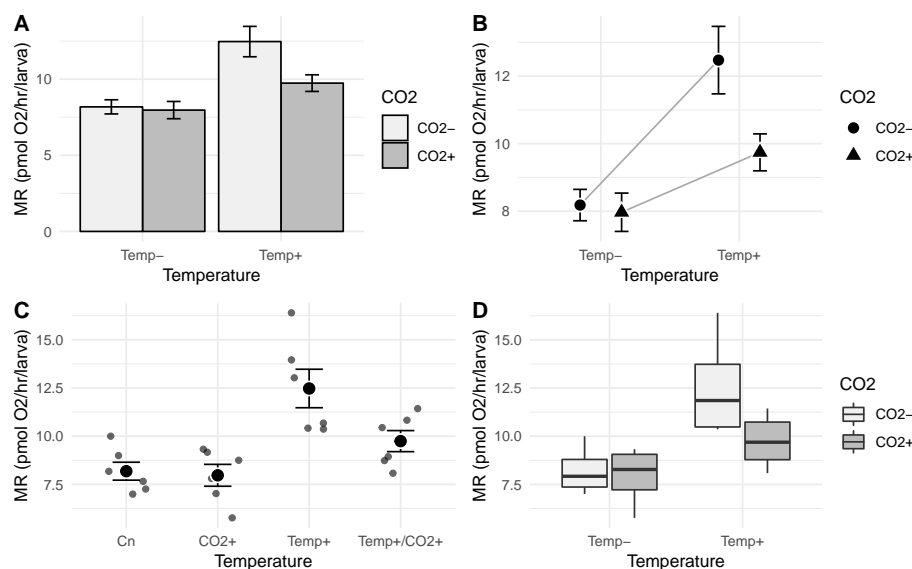 A
MR (pmol O2/hr/larva)
10
5
0
Temp−
Temp+
Temperature
CO2
CO2−
CO2+
B
MR (pmol O2/hr/larva)
12
10
8
Temp−
Temp+
Temperature
CO2
CO2−
CO2+
C
MR (pmol O2/hr/larva)
15.0
12.5
10.0
7.5
Cn
CO2+
Temp+
Temp+/CO2+
Temperature
D
MR (pmol O2/hr/larva)
15.0
12.5
10.0
7.5
Temp−
Temp+
Temperature
CO2
CO2−
CO2+